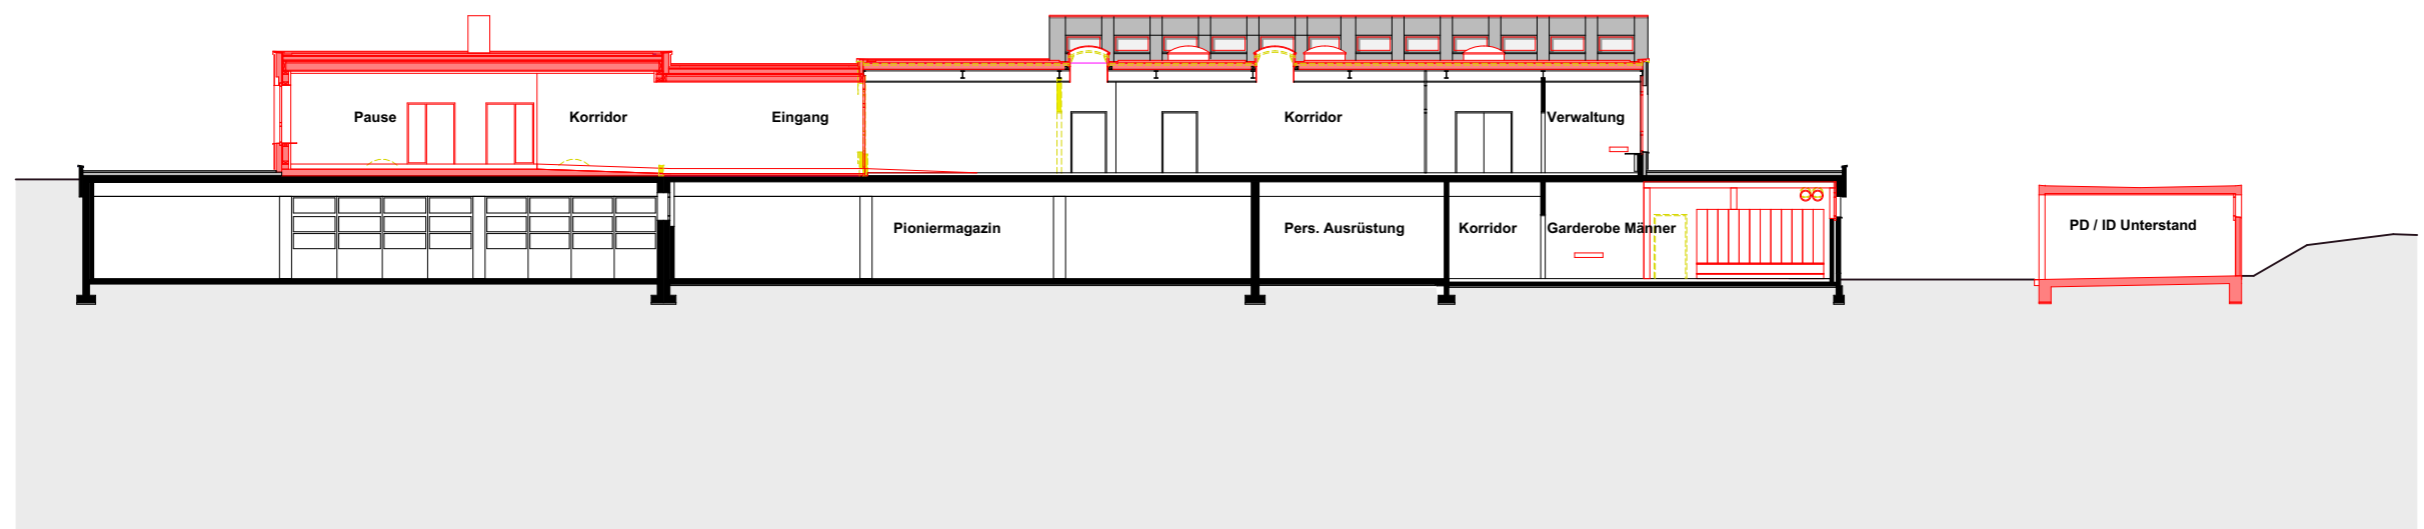 Pause
Korridor
Eingang
Korridor
Verwaltung
Pioniermagazin
Pers. Ausrüstung
Korridor
Garderobe Männer
PD / ID Unterstand